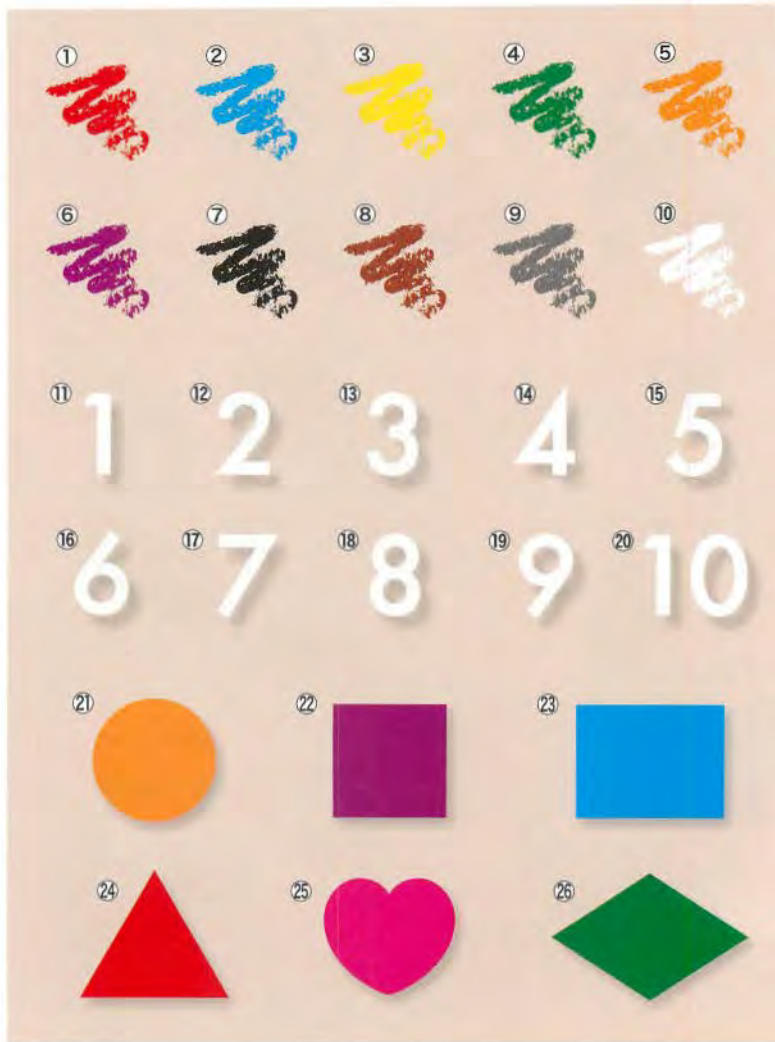 ① ② ③ ④ ⑤
⑥ ⑦ ⑧ ⑨ ⑩
⑪ 1 ⑫ 2 ⑬ 3 ⑭ 4 ⑮ 5
⑯ 6 ⑰ 7 ⑱ 8 ⑲ 9 ⑳ 10
㉑ ㉒ ㉓
㉔ ㉕ ㉖